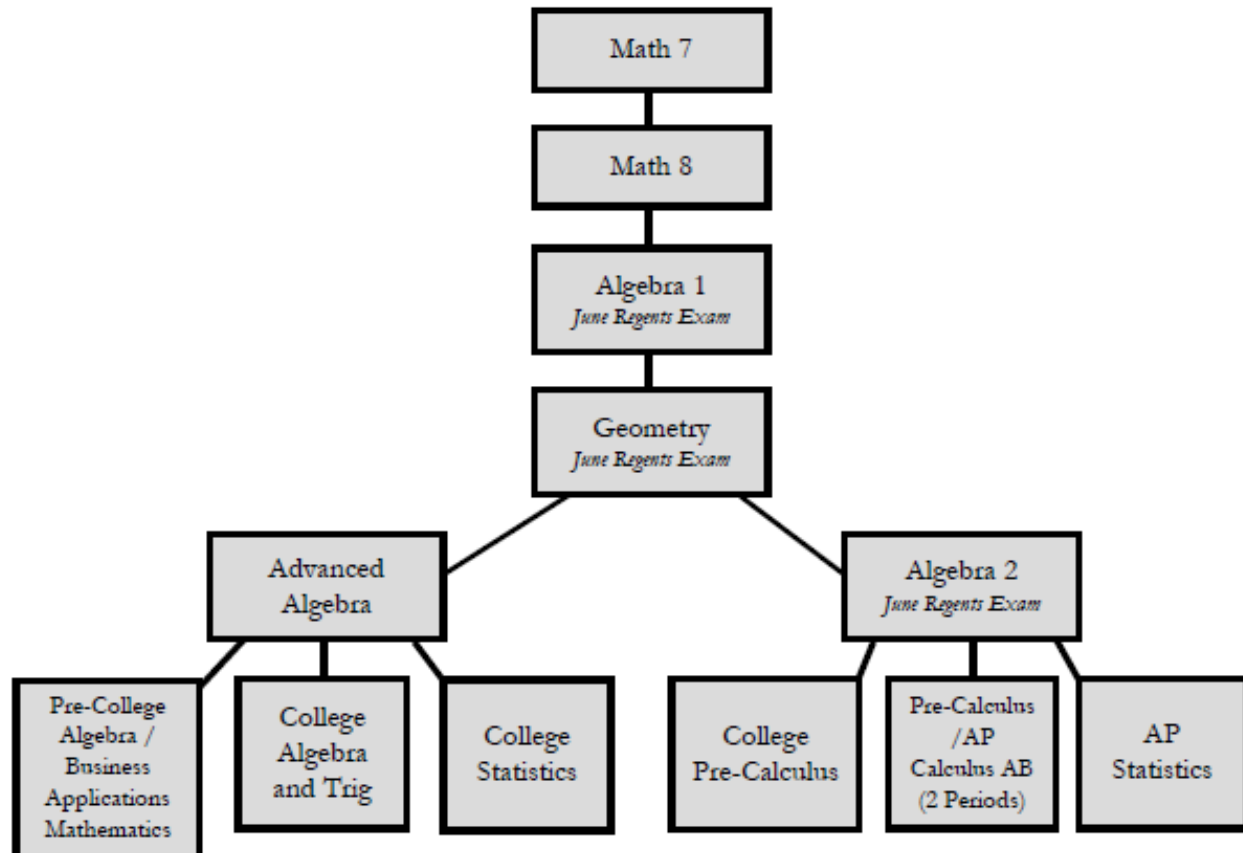 Math 7
Math 8
Algebra 1
June Regents Exam
Geometry
June Regents Exam
Advanced
Algebra
Algebra 2
June Regents Exam
Pre-College
Algebra /
Business
Applications
Mathematics
College
Algebra
and Trig
College
Statistics
College
Pre-Calculus
Pre-Calculus
/AP
Calculus AB
(2 Periods)
AP
Statistics